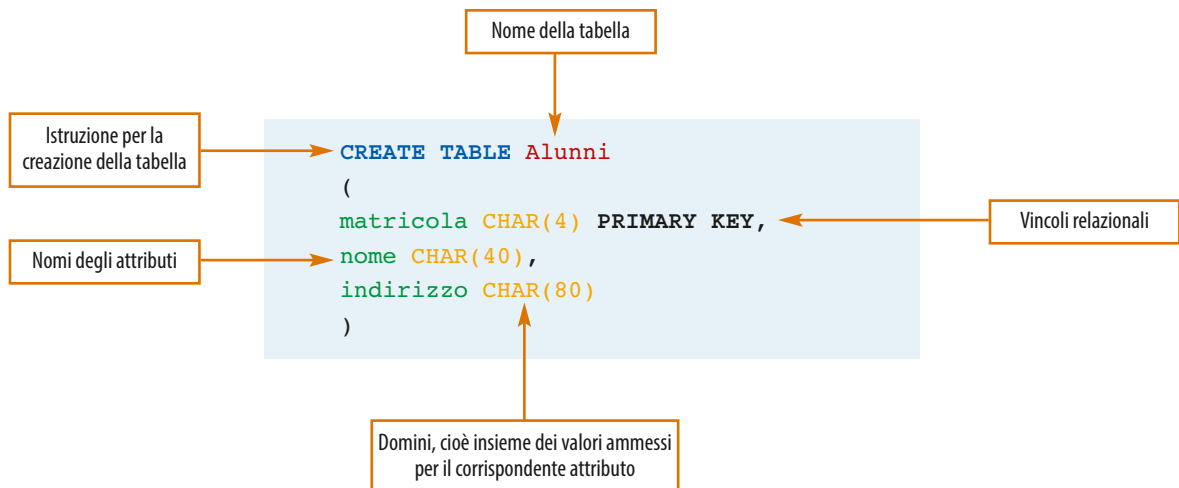 Nome della tabella
Istruzione per la
creazione della tabella
CREATE TABLE Alunni
(
matricola CHAR(4) PRIMARY KEY,
Vincoli relazionali
Nomi degli attributi
nome CHAR(40),
indirizzo CHAR(80)
)
Domini, cioè insieme dei valori ammessi
per il corrispondente attributo